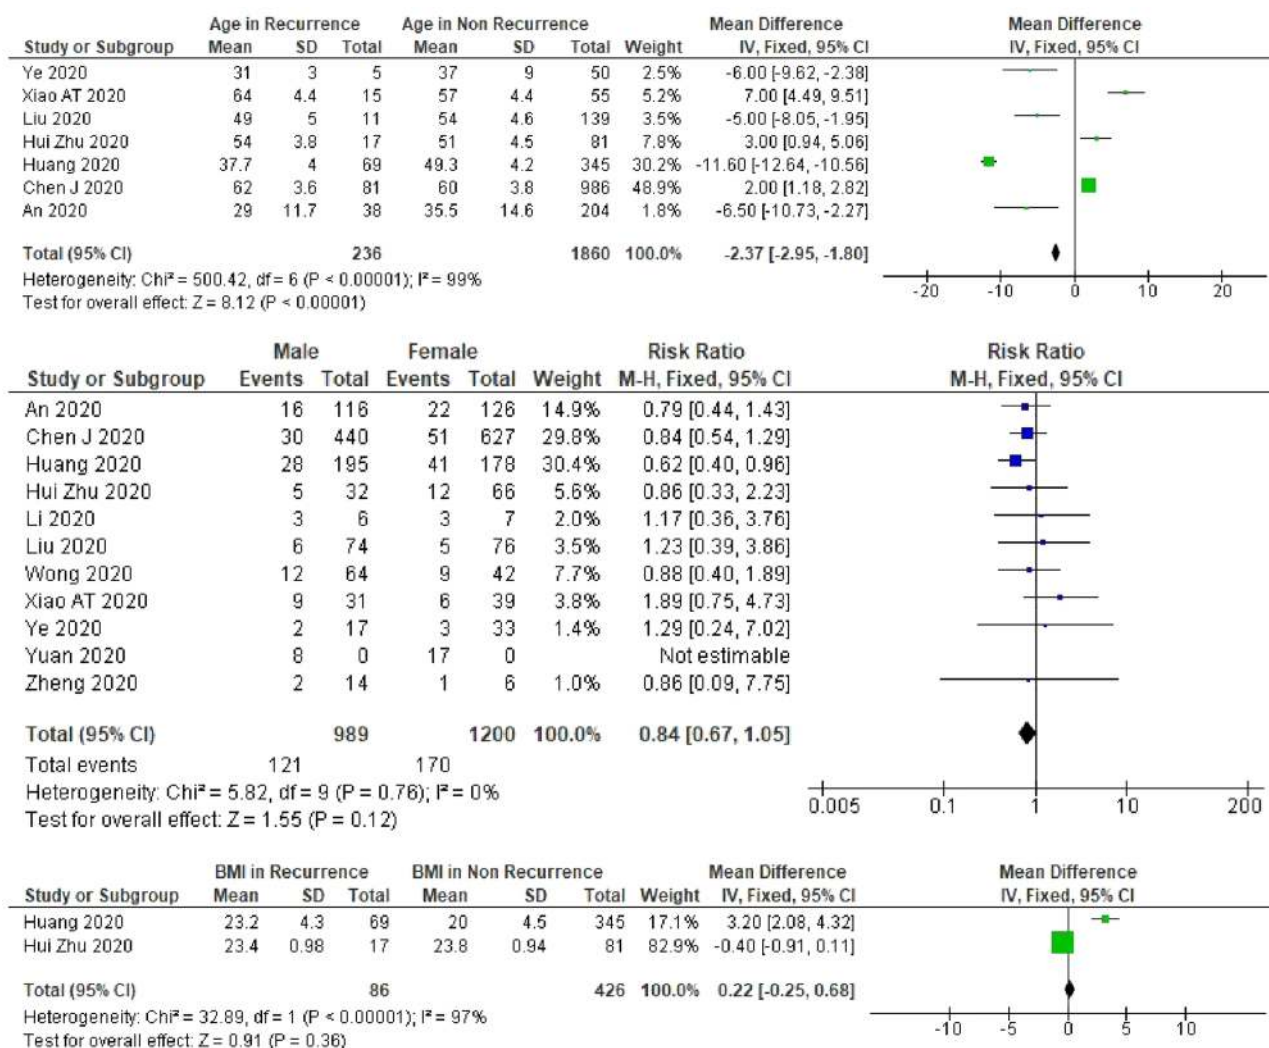 Age in Recurrence Age in Non Recurrence Mean Difference Mean Difference
Study or Subgroup Mean SD Total Mean SD Total Weight IV, Fixed, 95% CI IV, Fixed, 95% CI
Ye 2020 31 3 5 37 9 50 2.5% -6.00 [-9.62, -2.38]
Xiao AT 2020 64 4.4 15 57 4.4 55 5.2% 7.00 [4.49, 9.51]
Liu 2020 49 5 11 54 4.6 139 3.5% -5.00 [-8.05, -1.95]
Hui Zhu 2020 54 3.8 17 51 4.5 81 7.8% 3.00 [0.94, 5.06]
Huang 2020 37.7 4 69 49.3 4.2 345 30.2% -11.60 [-12.64, -10.56]
Chen J 2020 62 3.6 81 60 3.8 986 48.9% 2.00 [1.18, 2.82]
An 2020 29 11.7 38 35.5 14.6 204 1.8% -6.50 [-10.73, -2.27]
Total (95% CI) 236 1860 100.0% -2.37 [-2.95, -1.80]
Heterogeneity: Chi² = 500.42, df = 6 (P < 0.00001); I² = 99%
Test for overall effect: Z = 8.12 (P < 0.00001)
-20 -10 0 10 20
Male Female Risk Ratio Risk Ratio
Study or Subgroup Events Total Events Total Weight M-H, Fixed, 95% CI M-H, Fixed, 95% CI
An 2020 16 116 22 126 14.9% 0.79 [0.44, 1.43]
Chen J 2020 30 440 51 627 29.8% 0.84 [0.54, 1.29]
Huang 2020 28 195 41 178 30.4% 0.62 [0.40, 0.96]
Hui Zhu 2020 5 32 12 66 5.6% 0.86 [0.33, 2.23]
Li 2020 3 6 3 7 2.0% 1.17 [0.36, 3.76]
Liu 2020 6 74 5 76 3.5% 1.23 [0.39, 3.86]
Wong 2020 12 64 9 42 7.7% 0.88 [0.40, 1.89]
Xiao AT 2020 9 31 6 39 3.8% 1.89 [0.75, 4.73]
Ye 2020 2 17 3 33 1.4% 1.29 [0.24, 7.02]
Yuan 2020 8 0 17 0 Not estimable
Zheng 2020 2 14 1 6 1.0% 0.86 [0.09, 7.75]
Total (95% CI) 989 1200 100.0% 0.84 [0.67, 1.05]
Total events 121 170
Heterogeneity: Chi² = 5.82, df = 9 (P = 0.76); I² = 0%
Test for overall effect: Z = 1.55 (P = 0.12)
0.005 0.1 1 10 200
BMI in Recurrence BMI in Non Recurrence Mean Difference Mean Difference
Study or Subgroup Mean SD Total Mean SD Total Weight IV, Fixed, 95% CI IV, Fixed, 95% CI
Huang 2020 23.2 4.3 69 20 4.5 345 17.1% 3.20 [2.08, 4.32]
Hui Zhu 2020 23.4 0.98 17 23.8 0.94 81 82.9% -0.40 [-0.91, 0.11]
Total (95% CI) 86 426 100.0% 0.22 [-0.25, 0.68]
Heterogeneity: Chi² = 32.89, df = 1 (P < 0.00001); I² = 97%
Test for overall effect: Z = 0.91 (P = 0.36)
-10 -5 0 5 10